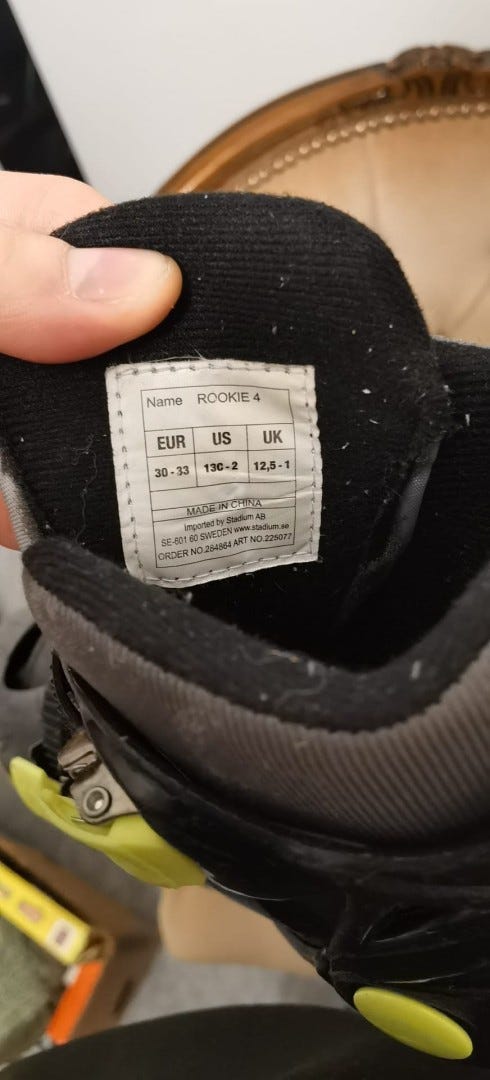 Name ROOKIE 4
EUR US UK
30 - 33 13C - 2 12,5 - 1
MADE IN CHINA
Imported by Stadium AB
SE-601 60 SWEDEN www.stadium.se
ORDER NO.284864 ART NO.225077